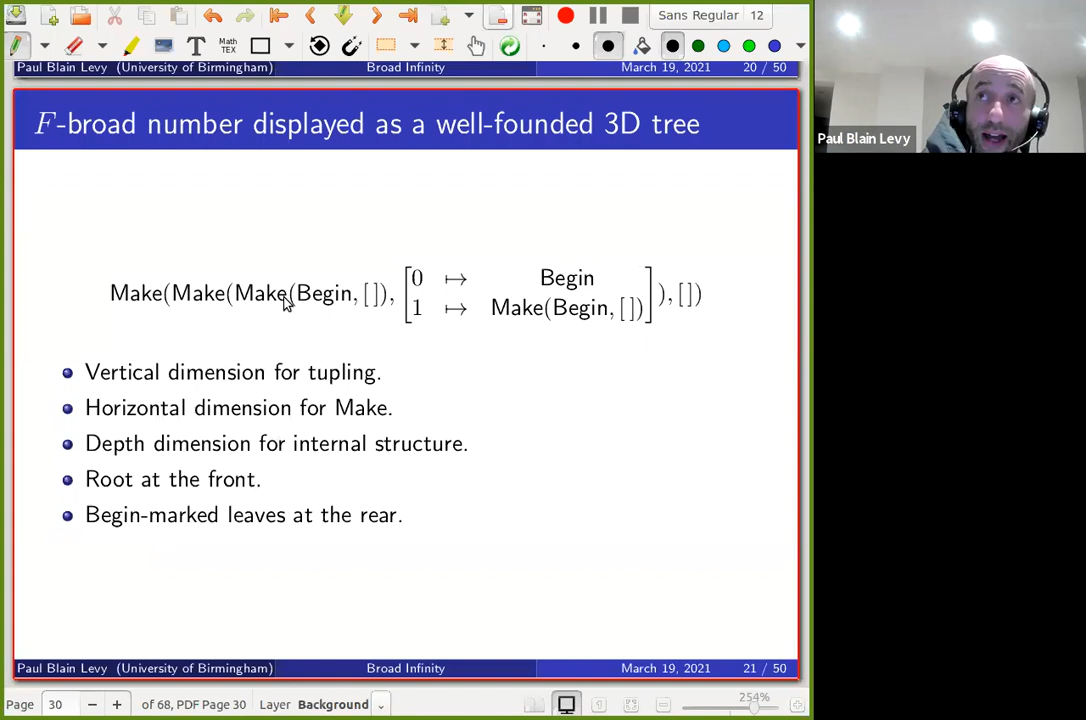 Sans Regular 12
MATH TEX
Paul Blain Levy (University of Birmingham) Broad Infinity March 19, 2021 20 / 50
Paul Blain Levy
F-broad number displayed as a well-founded 3D tree
Make(Make(Make(Begin, [ ]), [0 ↦ Begin
1 ↦ Make(Begin, [ ])]), [ ])
Vertical dimension for tupling.
Horizontal dimension for Make.
Depth dimension for internal structure.
Root at the front.
Begin-marked leaves at the rear.
Paul Blain Levy (University of Birmingham) Broad Infinity March 19, 2021 21 / 50
Page 30 of 68, PDF Page 30 Layer Background 254%